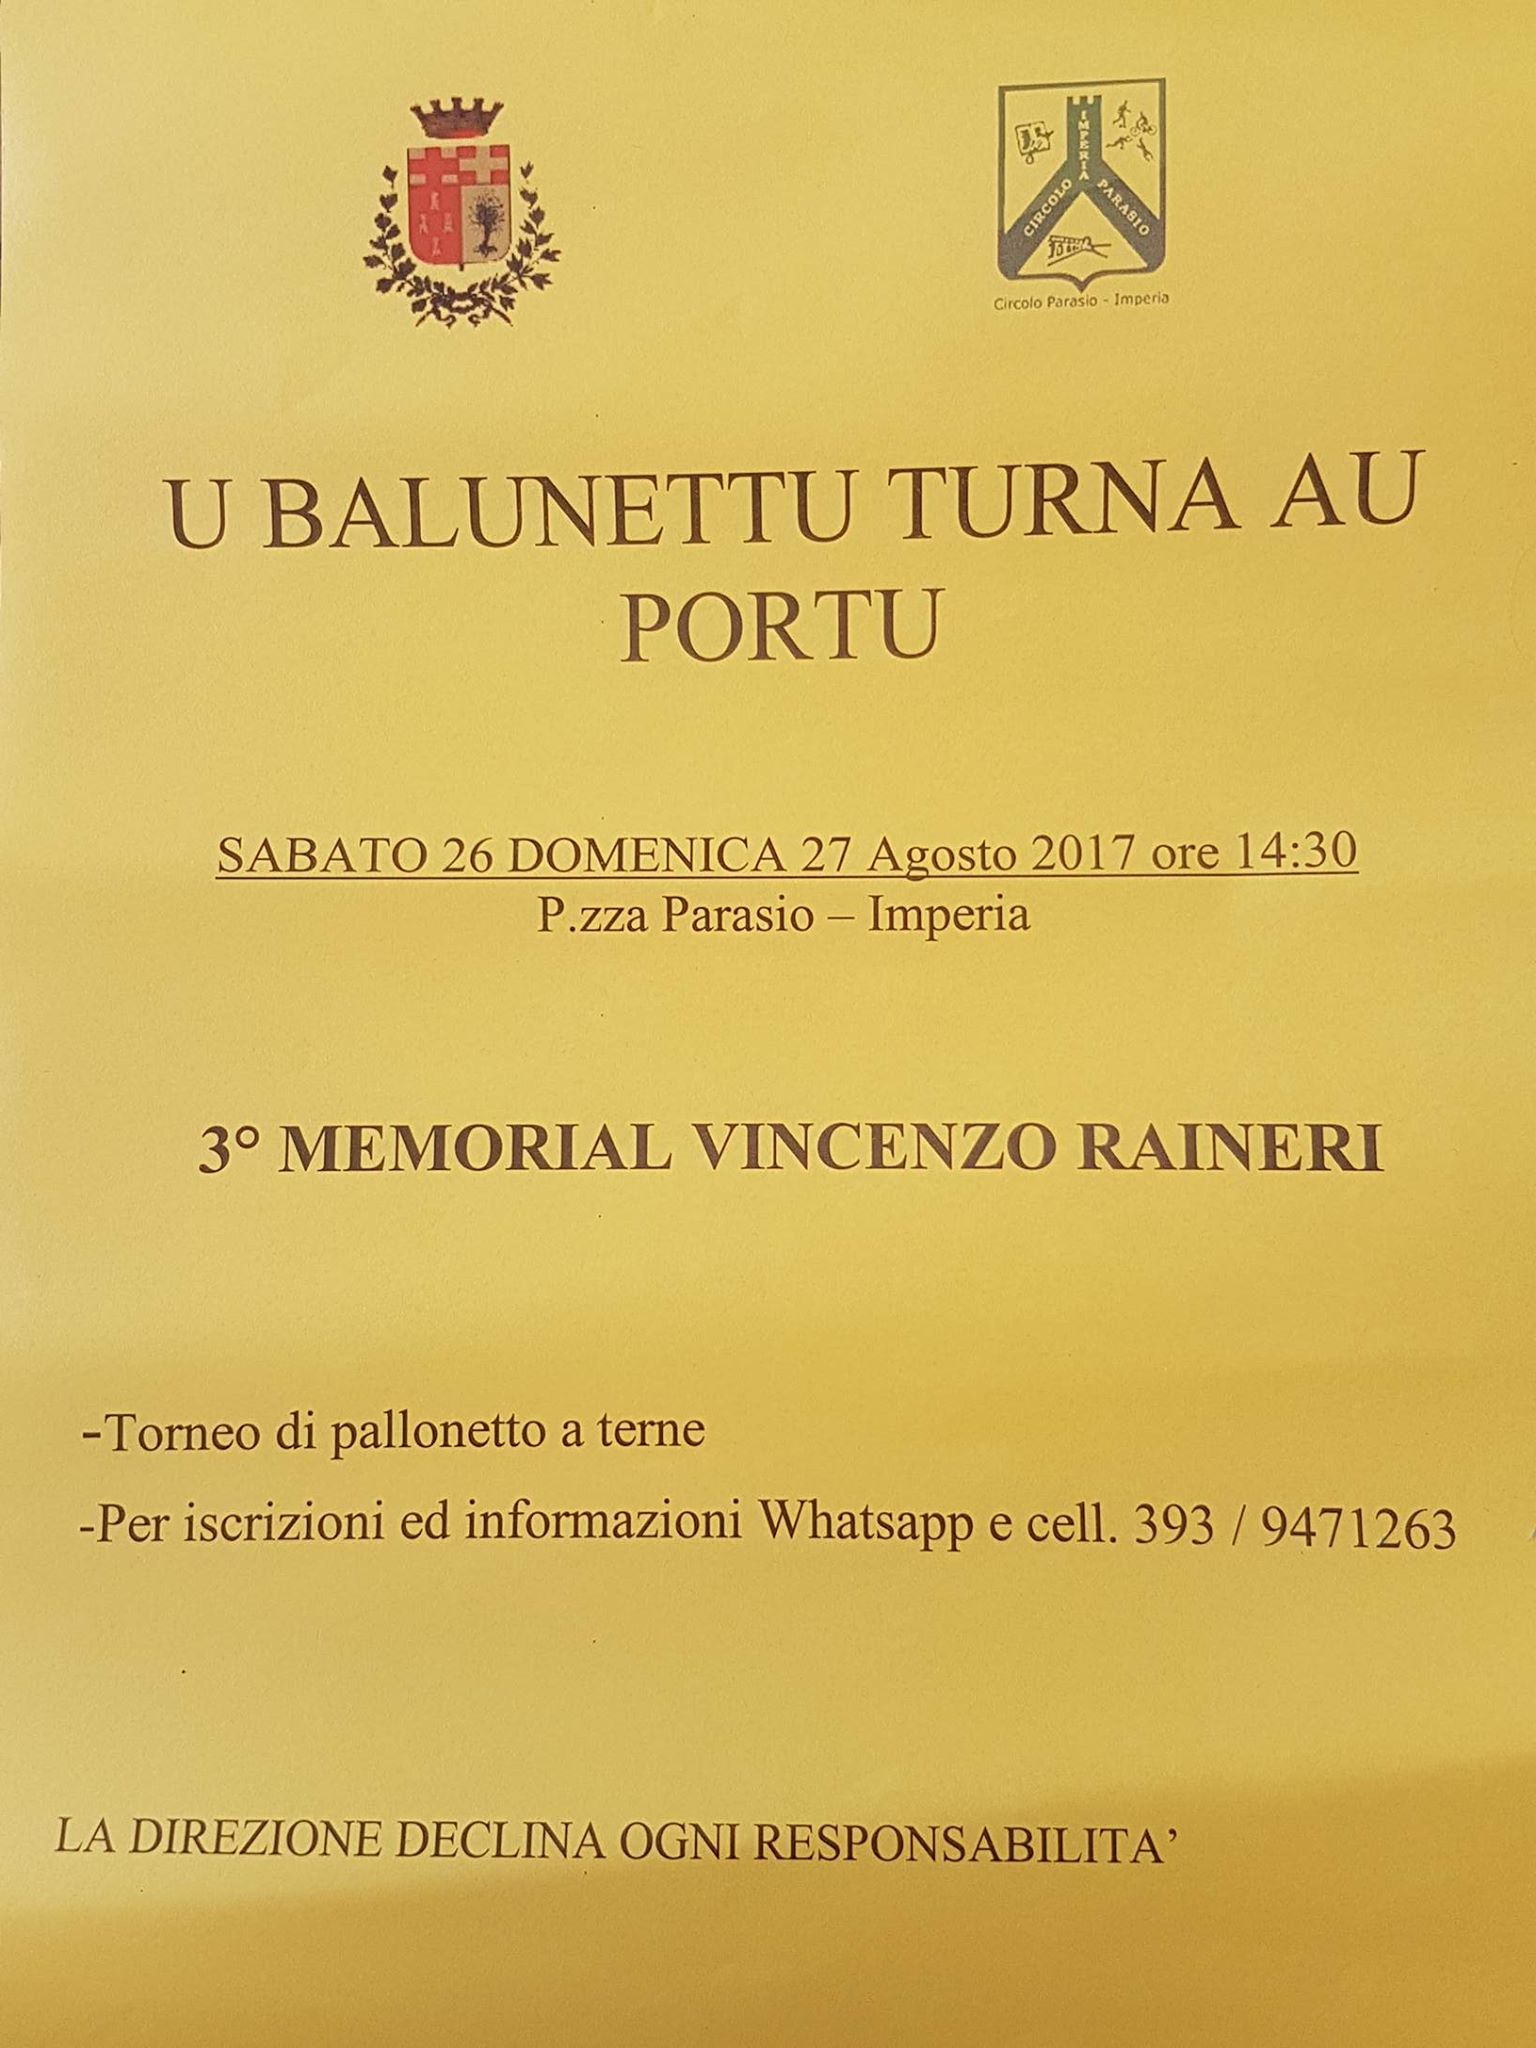 IMPERIA
CIRCOLO PARASIO
Circolo Parasio - Imperia
U BALUNETTU TURNA AU
PORTU
SABATO 26 DOMENICA 27 Agosto 2017 ore 14:30
P.zza Parasio – Imperia
3° MEMORIAL VINCENZO RAINERI
-Torneo di pallonetto a terne
-Per iscrizioni ed informazioni Whatsapp e cell. 393 / 9471263
LA DIREZIONE DECLINA OGNI RESPONSABILITA’